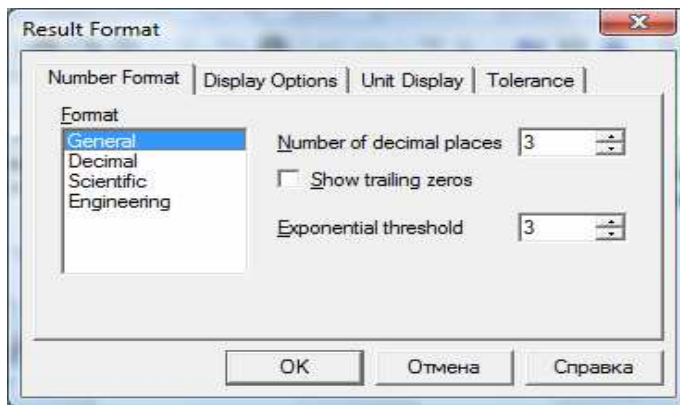 Result Format
Number Format Display Options Unit Display Tolerance
Format
General
Decimal
Scientific
Engineering
Number of decimal places 3
Show trailing zeros
Exponential threshold 3
OK Отмена Справка